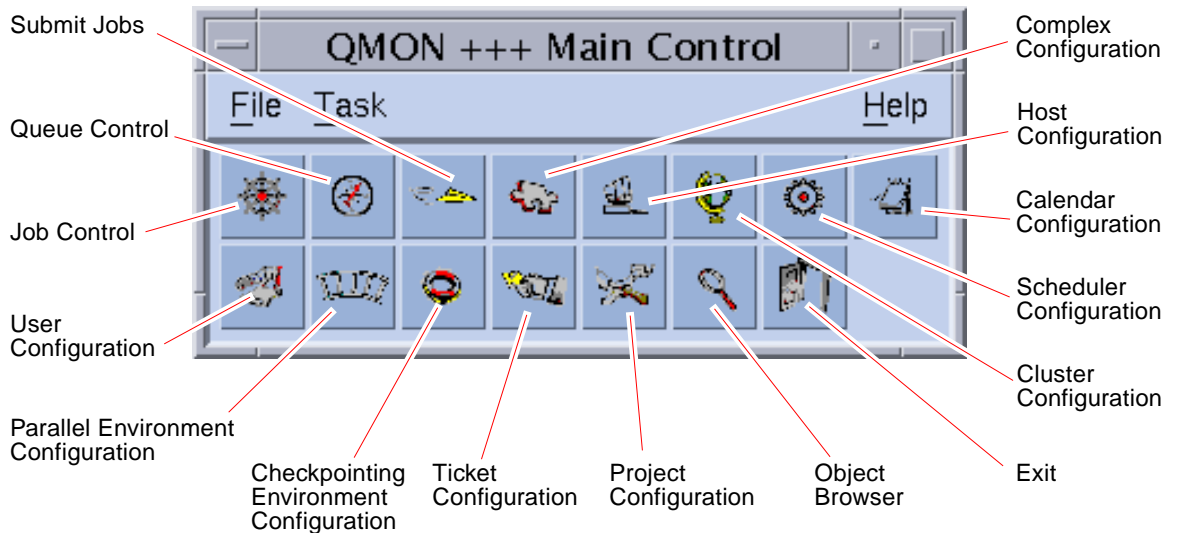 Submit Jobs
Complex
Configuration
QMON +++ Main Control
File Task Help
Queue Control
Host
Configuration
Job Control
Calendar
Configuration
User
Configuration
Scheduler
Configuration
Cluster
Configuration
Parallel Environment
Configuration
Checkpointing
Environment
Configuration
Ticket
Configuration
Project
Configuration
Object
Browser
Exit